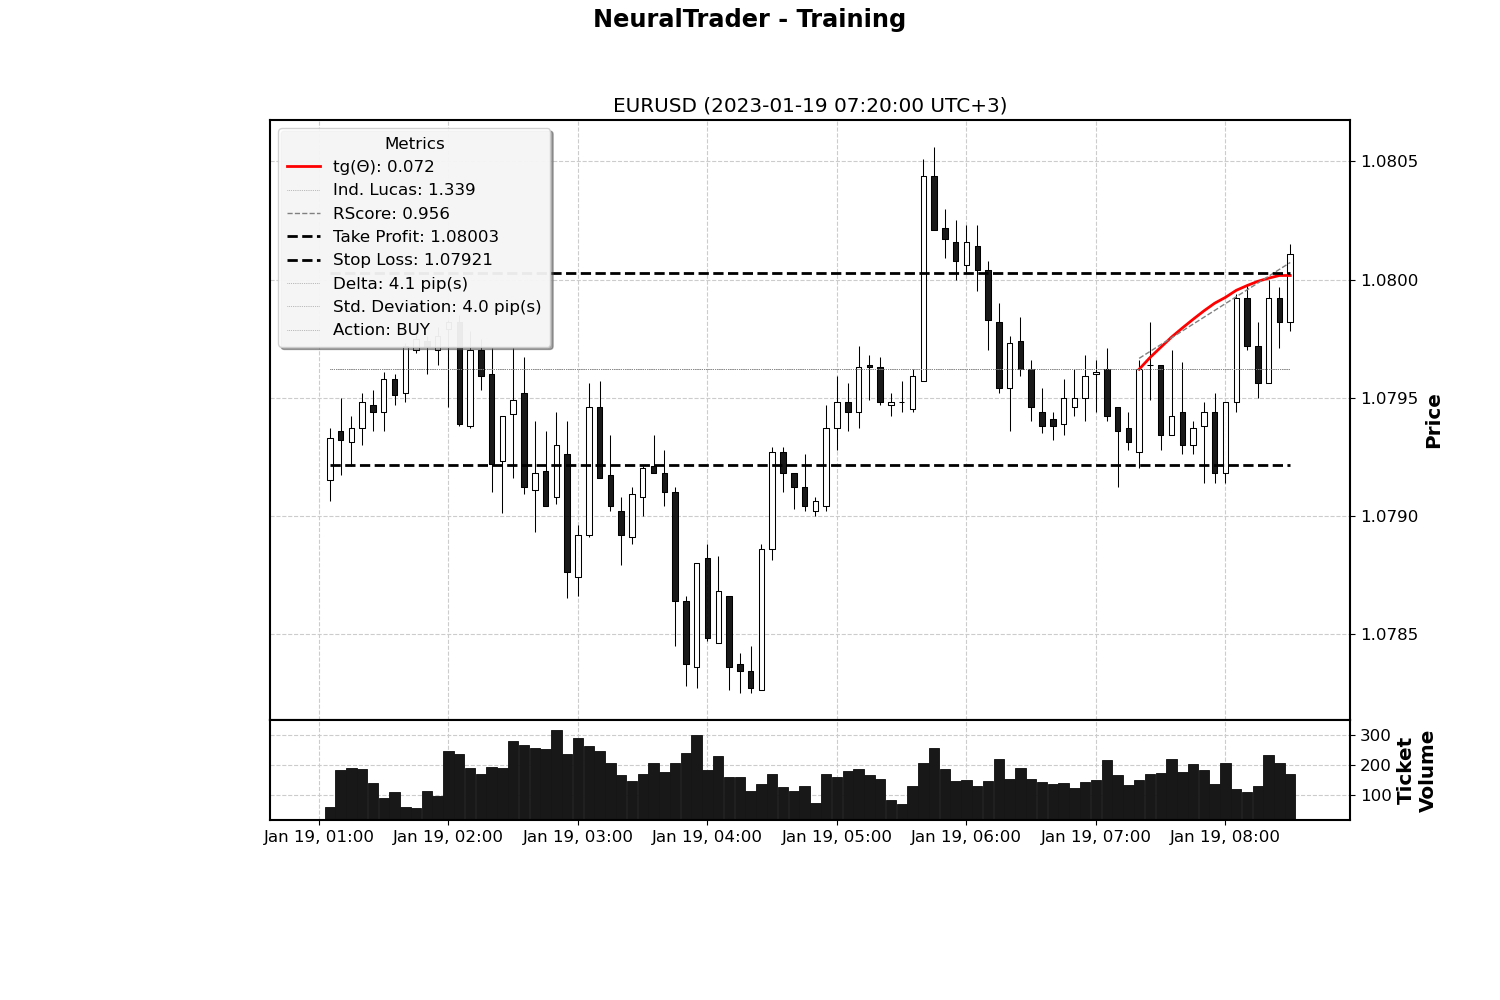 NeuralTrader - Training
EURUSD (2023-01-19 07:20:00 UTC+3)
Metrics
tg(Θ): 0.072
Ind. Lucas: 1.339
RScore: 0.956
Take Profit: 1.08003
Stop Loss: 1.07921
Delta: 4.1 pip(s)
Std. Deviation: 4.0 pip(s)
Action: BUY
1.0805
1.0800
1.0795
1.0790
1.0785
Price
300
200
100
Ticket
Volume
Jan 19, 01:00
Jan 19, 02:00
Jan 19, 03:00
Jan 19, 04:00
Jan 19, 05:00
Jan 19, 06:00
Jan 19, 07:00
Jan 19, 08:00